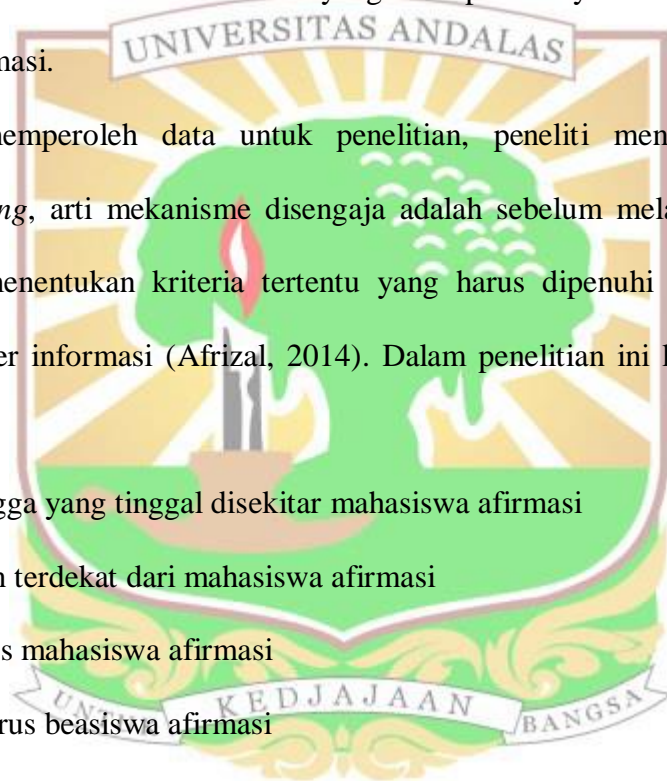 UNIVERSITAS ANDALAS
masi.
memperoleh data untuk penelitian, peneliti men
ng, arti mekanisme disengaja adalah sebelum mela
menentukan kriteria tertentu yang harus dipenuhi
er informasi (Afrizal, 2014). Dalam penelitian ini
gga yang tinggal disekitar mahasiswa afirmasi
n terdekat dari mahasiswa afirmasi
s mahasiswa afirmasi
rus beasiswa afirmasi
UNTUK KEDJAJAAN BANGSA